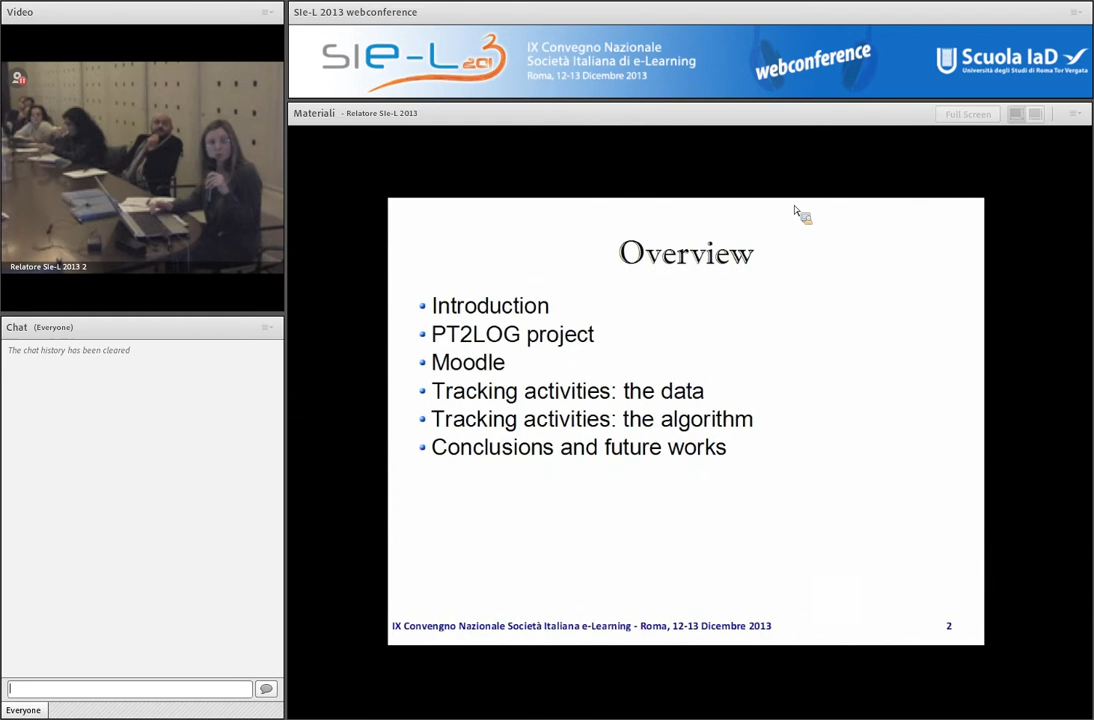 Video
SIe-L 2013 webconference
SIe-L 2013
IX Convegno Nazionale
Società Italiana di e-Learning
Roma, 12-13 Dicembre 2013
webconference
Scuola IaD
Università degli Studi di Roma Tor Vergata
Materiali - Relatore SIe-L 2013
Full Screen
Relatore SIe-L 2013 2
Chat (Everyone)
The chat history has been cleared
Overview
Introduction
PT2LOG project
Moodle
Tracking activities: the data
Tracking activities: the algorithm
Conclusions and future works
IX Convengno Nazionale Società Italiana e-Learning - Roma, 12-13 Dicembre 2013
2
Everyone